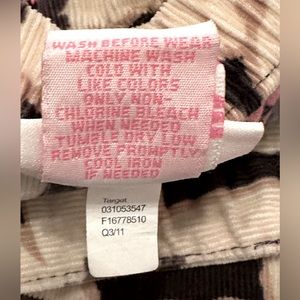 WASH BEFORE WEAR
MACHINE WASH
COLD WITH
LIKE COLORS
ONLY NON-
CHLORINE BLEACH
WHEN NEEDED
TUMBLE DRY LOW
REMOVE PROMPTLY
COOL IRON
IF NEEDED
Target
031053547
F16778510
Q3/11